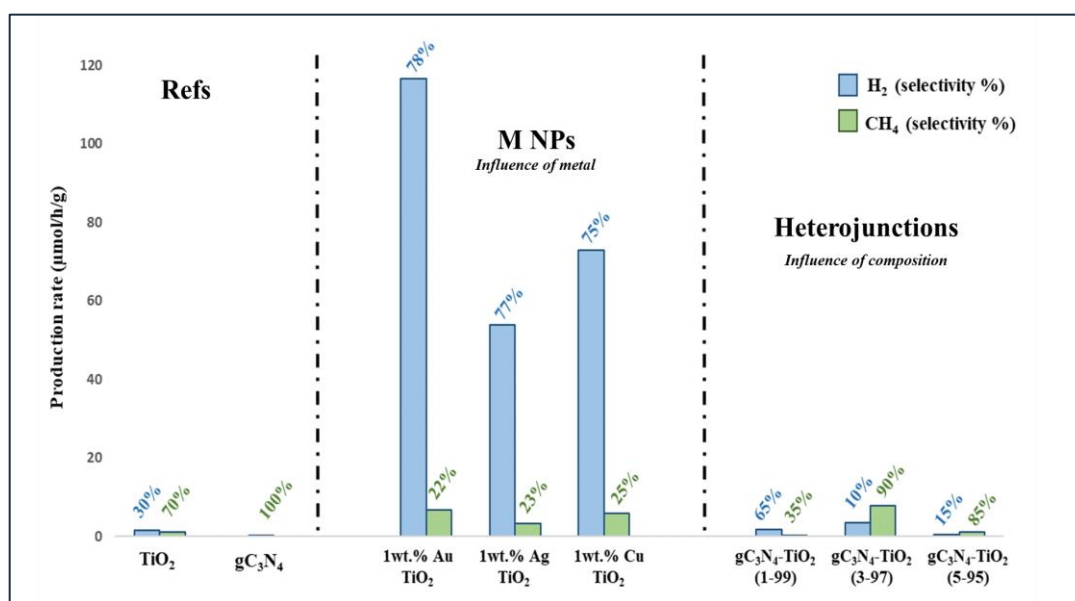 Refs
M NPs
Influence of metal
Heterojunctions
Influence of composition
H₂ (selectivity %)
CH₄ (selectivity %)
Production rate (µmol/h/g)
120
100
80
60
40
20
0
30%
70%
100%
78%
22%
77%
23%
75%
25%
65%
35%
10%
90%
15%
85%
TiO₂
gC₃N₄
1wt.% Au
TiO₂
1wt.% Ag
TiO₂
1wt.% Cu
TiO₂
gC₃N₄-TiO₂
(1-99)
gC₃N₄-TiO₂
(3-97)
gC₃N₄-TiO₂
(5-95)